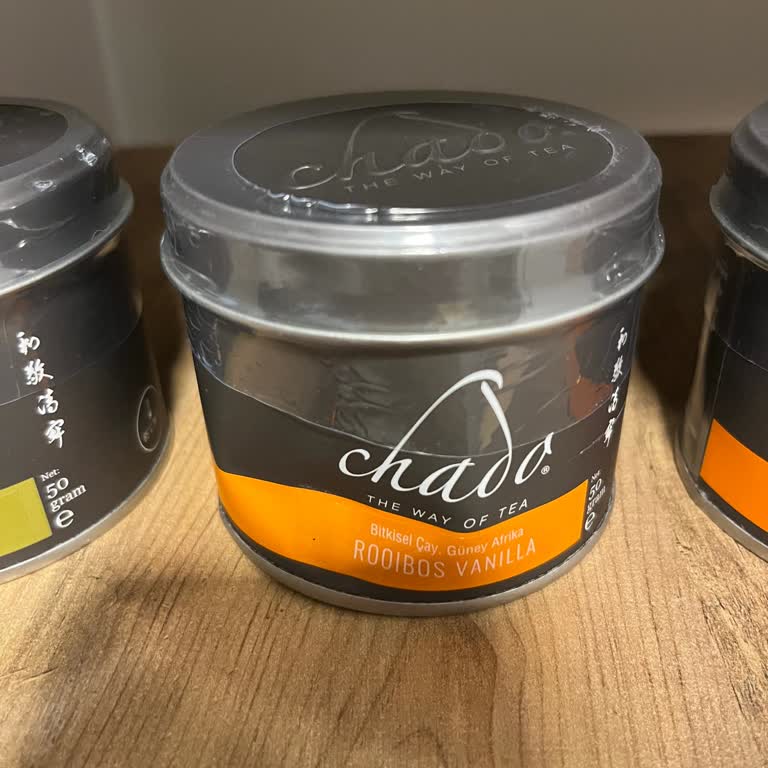 chado
THE WAY OF TEA
和敬清寂
Net:
50
gram
e
chado®
THE WAY OF TEA
Bitkisel Çay, Güney Afrika
ROOIBOS VANILLA
和敬清寂
Net:
50
gram
e